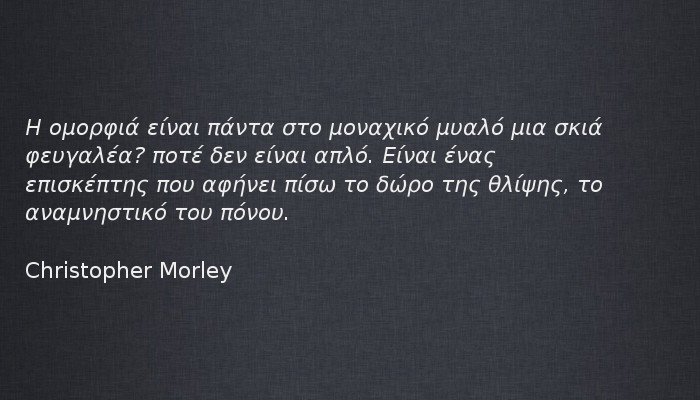 Η ομορφιά είναι πάντα στο μοναχικό μυαλό μια σκιά
φευγαλέα? ποτέ δεν είναι απλό. Είναι ένας
επισκέπτης που αφήνει πίσω το δώρο της θλίψης, το
αναμνηστικό του πόνου.
Christopher Morley